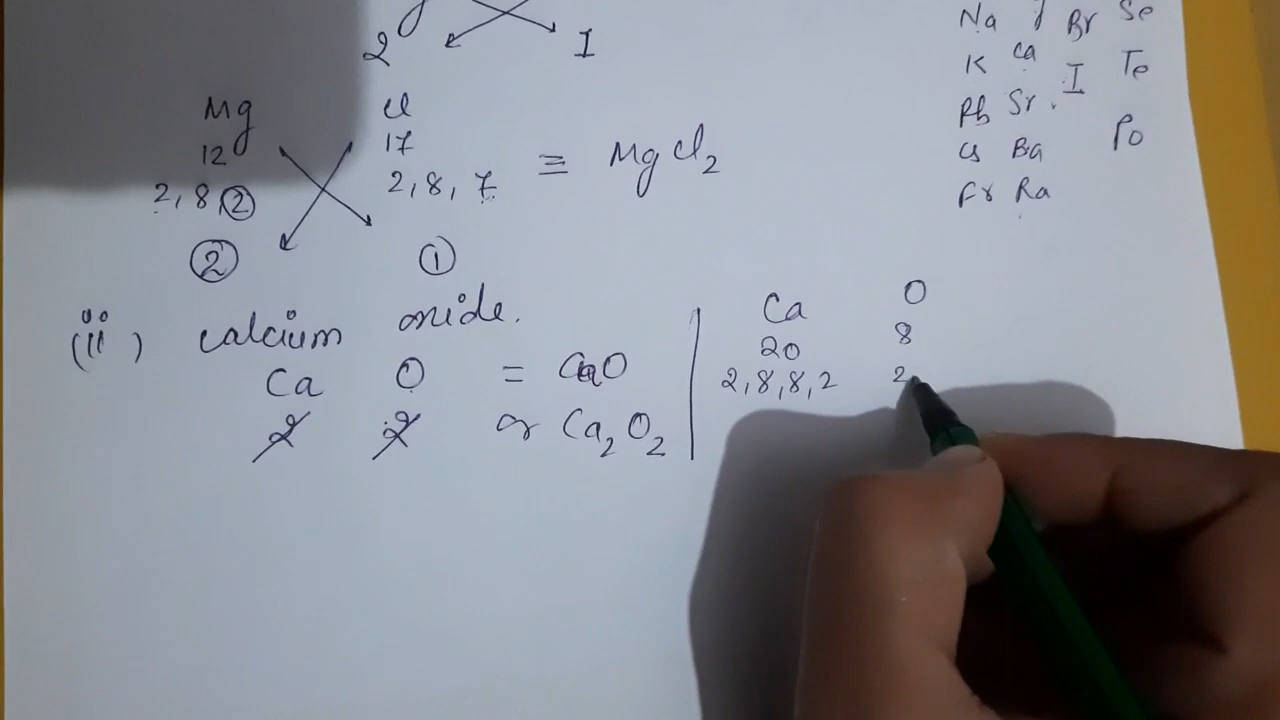 2 I
Mg Cl
12 17
2, 8, 2 2, 8, 7 ≡ MgCl2
2 1
(ii) calcium oxide.
Ca O = CaO
2 2 or Ca2O2
Ca O
20 8
2,8,8,2 2,
Na Br Se
K Ca I Te
Rb Sr. Po
Cs Ba
Fr Ra